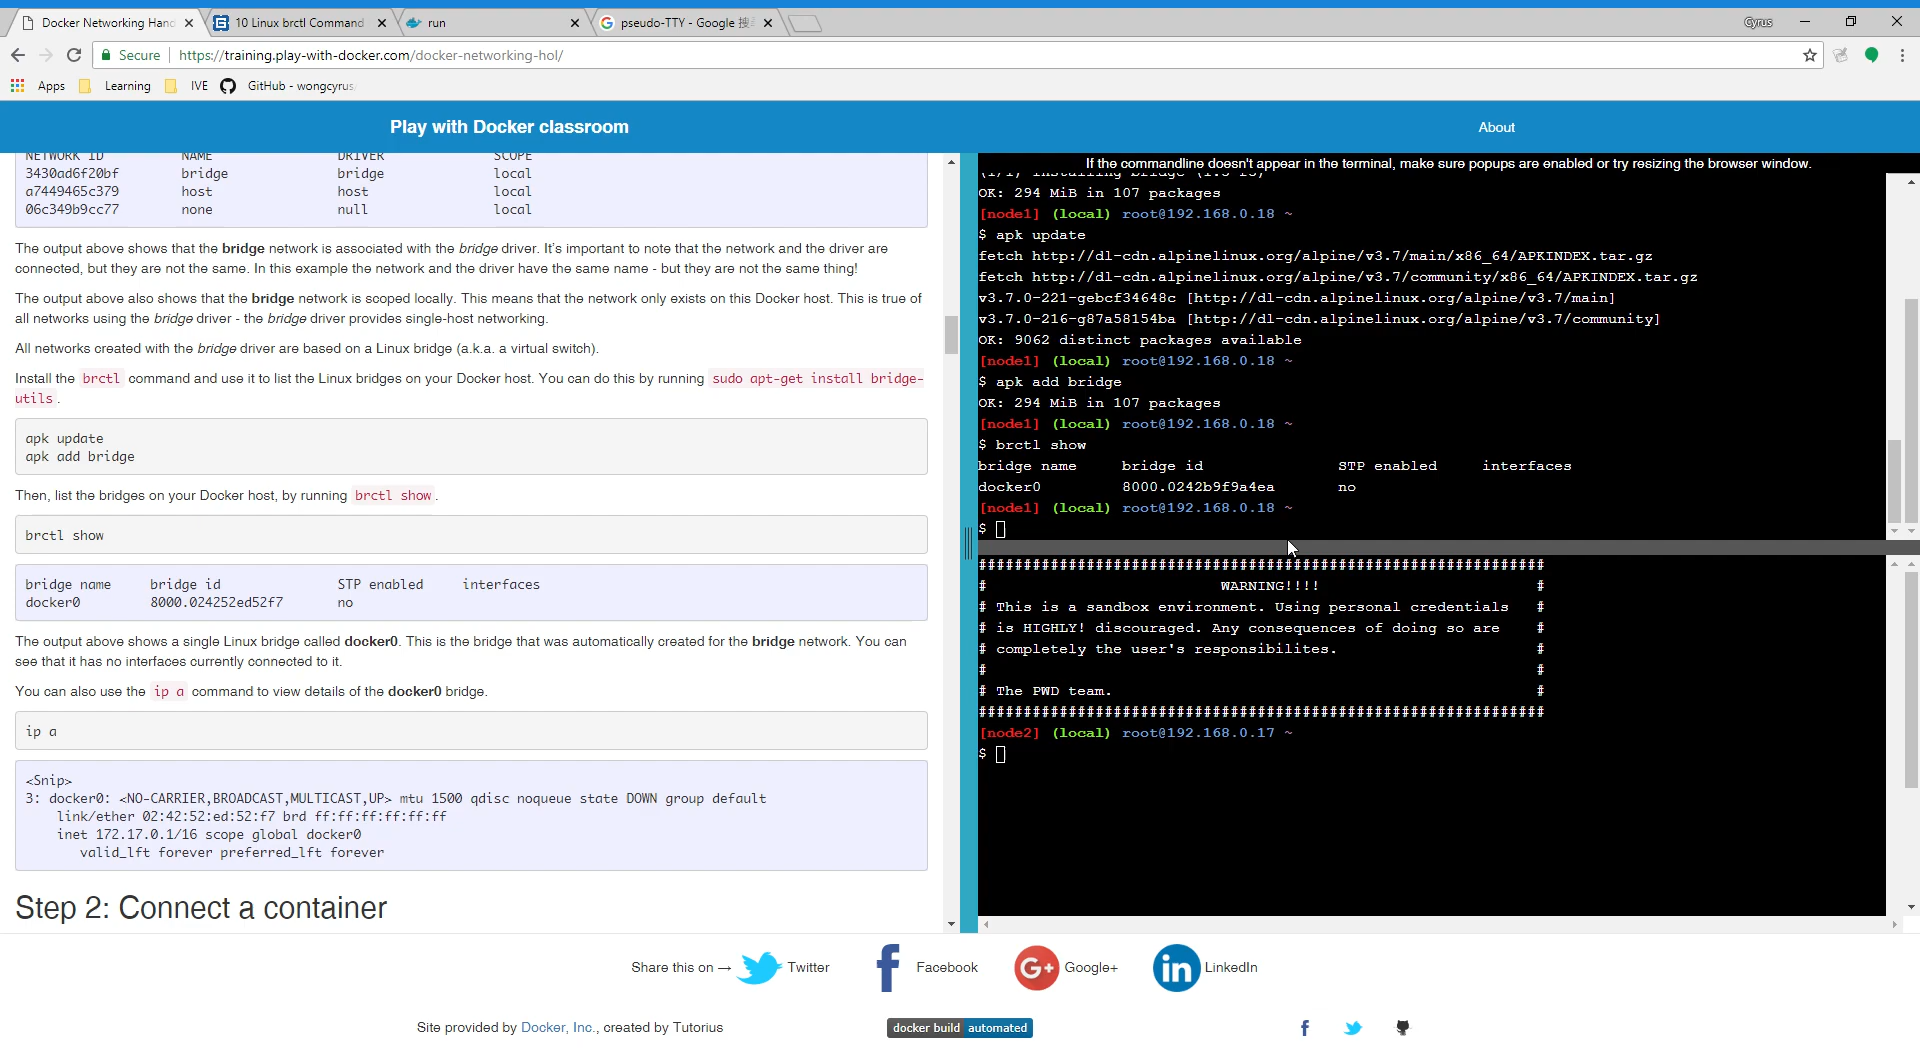 Docker Networking Hand
10 Linux brctl Command
run
pseudo-TTY - Google 搜
Cyrus
Secure
https://training.play-with-docker.com/docker-networking-hol/
Apps
Learning
IVE
GitHub - wongcyrus
Play with Docker classroom
About
NETWORK ID NAME DRIVER SCOPE
3430ad6f20bf bridge bridge local
a7449465c379 host host local
06c349b9cc77 none null local
The output above shows that the bridge network is associated with the bridge driver. It's important to note that the network and the driver are
connected, but they are not the same. In this example the network and the driver have the same name - but they are not the same thing!
The output above also shows that the bridge network is scoped locally. This means that the network only exists on this Docker host. This is true of
all networks using the bridge driver - the bridge driver provides single-host networking.
All networks created with the bridge driver are based on a Linux bridge (a.k.a. a virtual switch).
Install the brctl command and use it to list the Linux bridges on your Docker host. You can do this by running sudo apt-get install bridge-
utils .
apk update
apk add bridge
Then, list the bridges on your Docker host, by running brctl show .
brctl show
bridge name bridge id STP enabled interfaces
docker0 8000.024252ed52f7 no
The output above shows a single Linux bridge called docker0. This is the bridge that was automatically created for the bridge network. You can
see that it has no interfaces currently connected to it.
You can also use the ip a command to view details of the docker0 bridge.
ip a
<Snip>
3: docker0: <NO-CARRIER,BROADCAST,MULTICAST,UP> mtu 1500 qdisc noqueue state DOWN group default
link/ether 02:42:52:ed:52:f7 brd ff:ff:ff:ff:ff:ff
inet 172.17.0.1/16 scope global docker0
valid_lft forever preferred_lft forever
Step 2: Connect a container
If the commandline doesn't appear in the terminal, make sure popups are enabled or try resizing the browser window.
(1/1) Installing bridge (1.5-r3)
OK: 294 MiB in 107 packages
[node1] (local) root@192.168.0.18 ~
$ apk update
fetch http://dl-cdn.alpinelinux.org/alpine/v3.7/main/x86_64/APKINDEX.tar.gz
fetch http://dl-cdn.alpinelinux.org/alpine/v3.7/community/x86_64/APKINDEX.tar.gz
v3.7.0-221-gebcf34648c [http://dl-cdn.alpinelinux.org/alpine/v3.7/main]
v3.7.0-216-g87a58154ba [http://dl-cdn.alpinelinux.org/alpine/v3.7/community]
OK: 9062 distinct packages available
[node1] (local) root@192.168.0.18 ~
$ apk add bridge
OK: 294 MiB in 107 packages
[node1] (local) root@192.168.0.18 ~
$ brctl show
bridge name bridge id STP enabled interfaces
docker0 8000.0242b9f9a4ea no
[node1] (local) root@192.168.0.18 ~
$
###############################################################
# WARNING!!!! #
# This is a sandbox environment. Using personal credentials #
# is HIGHLY! discouraged. Any consequences of doing so are #
# completely the user's responsibilites. #
# #
# The PWD team. #
###############################################################
[node2] (local) root@192.168.0.17 ~
$
Share this on → Twitter Facebook G+ Google+ in LinkedIn
Site provided by Docker, Inc., created by Tutorius
docker build automated